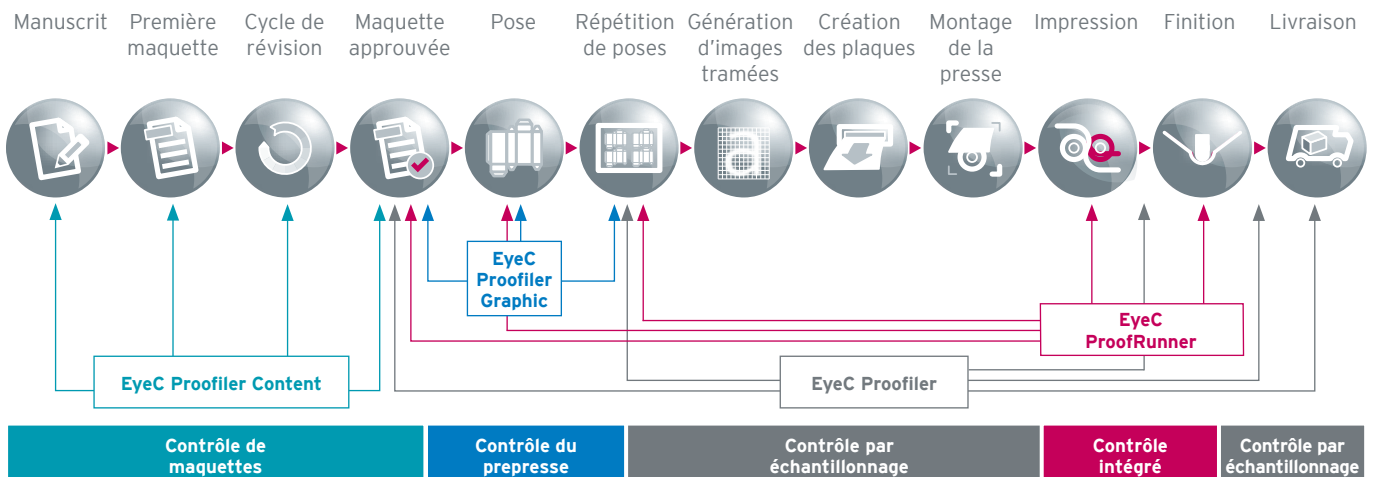 Manuscrit
Première
maquette
Cycle de
révision
Maquette
approuvée
Pose
Répétition
de poses
Génération
d'images
tramées
Création
des plaques
Montage
de la
presse
Impression
Finition
Livraison
a
EyeC
Proofiler
Graphic
EyeC
ProofRunner
EyeC Proofiler Content
EyeC Proofiler
Contrôle de
maquettes
Contrôle du
prepresse
Contrôle par
échantillonnage
Contrôle
intégré
Contrôle par
échantillonnage